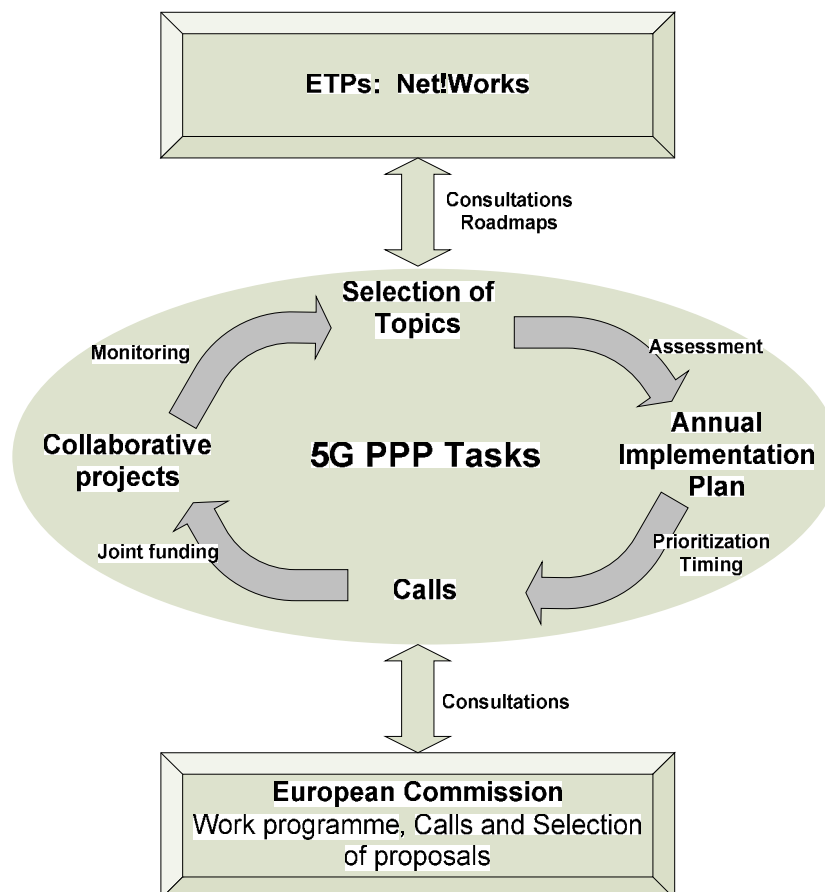 ETPs: Net!Works
Consultations
Roadmaps
Selection of
Topics
Monitoring
Assessment
Collaborative
projects
5G PPP Tasks
Annual
Implementation
Plan
Joint funding
Prioritization
Timing
Calls
Consultations
European Commission
Work programme, Calls and Selection
of proposals